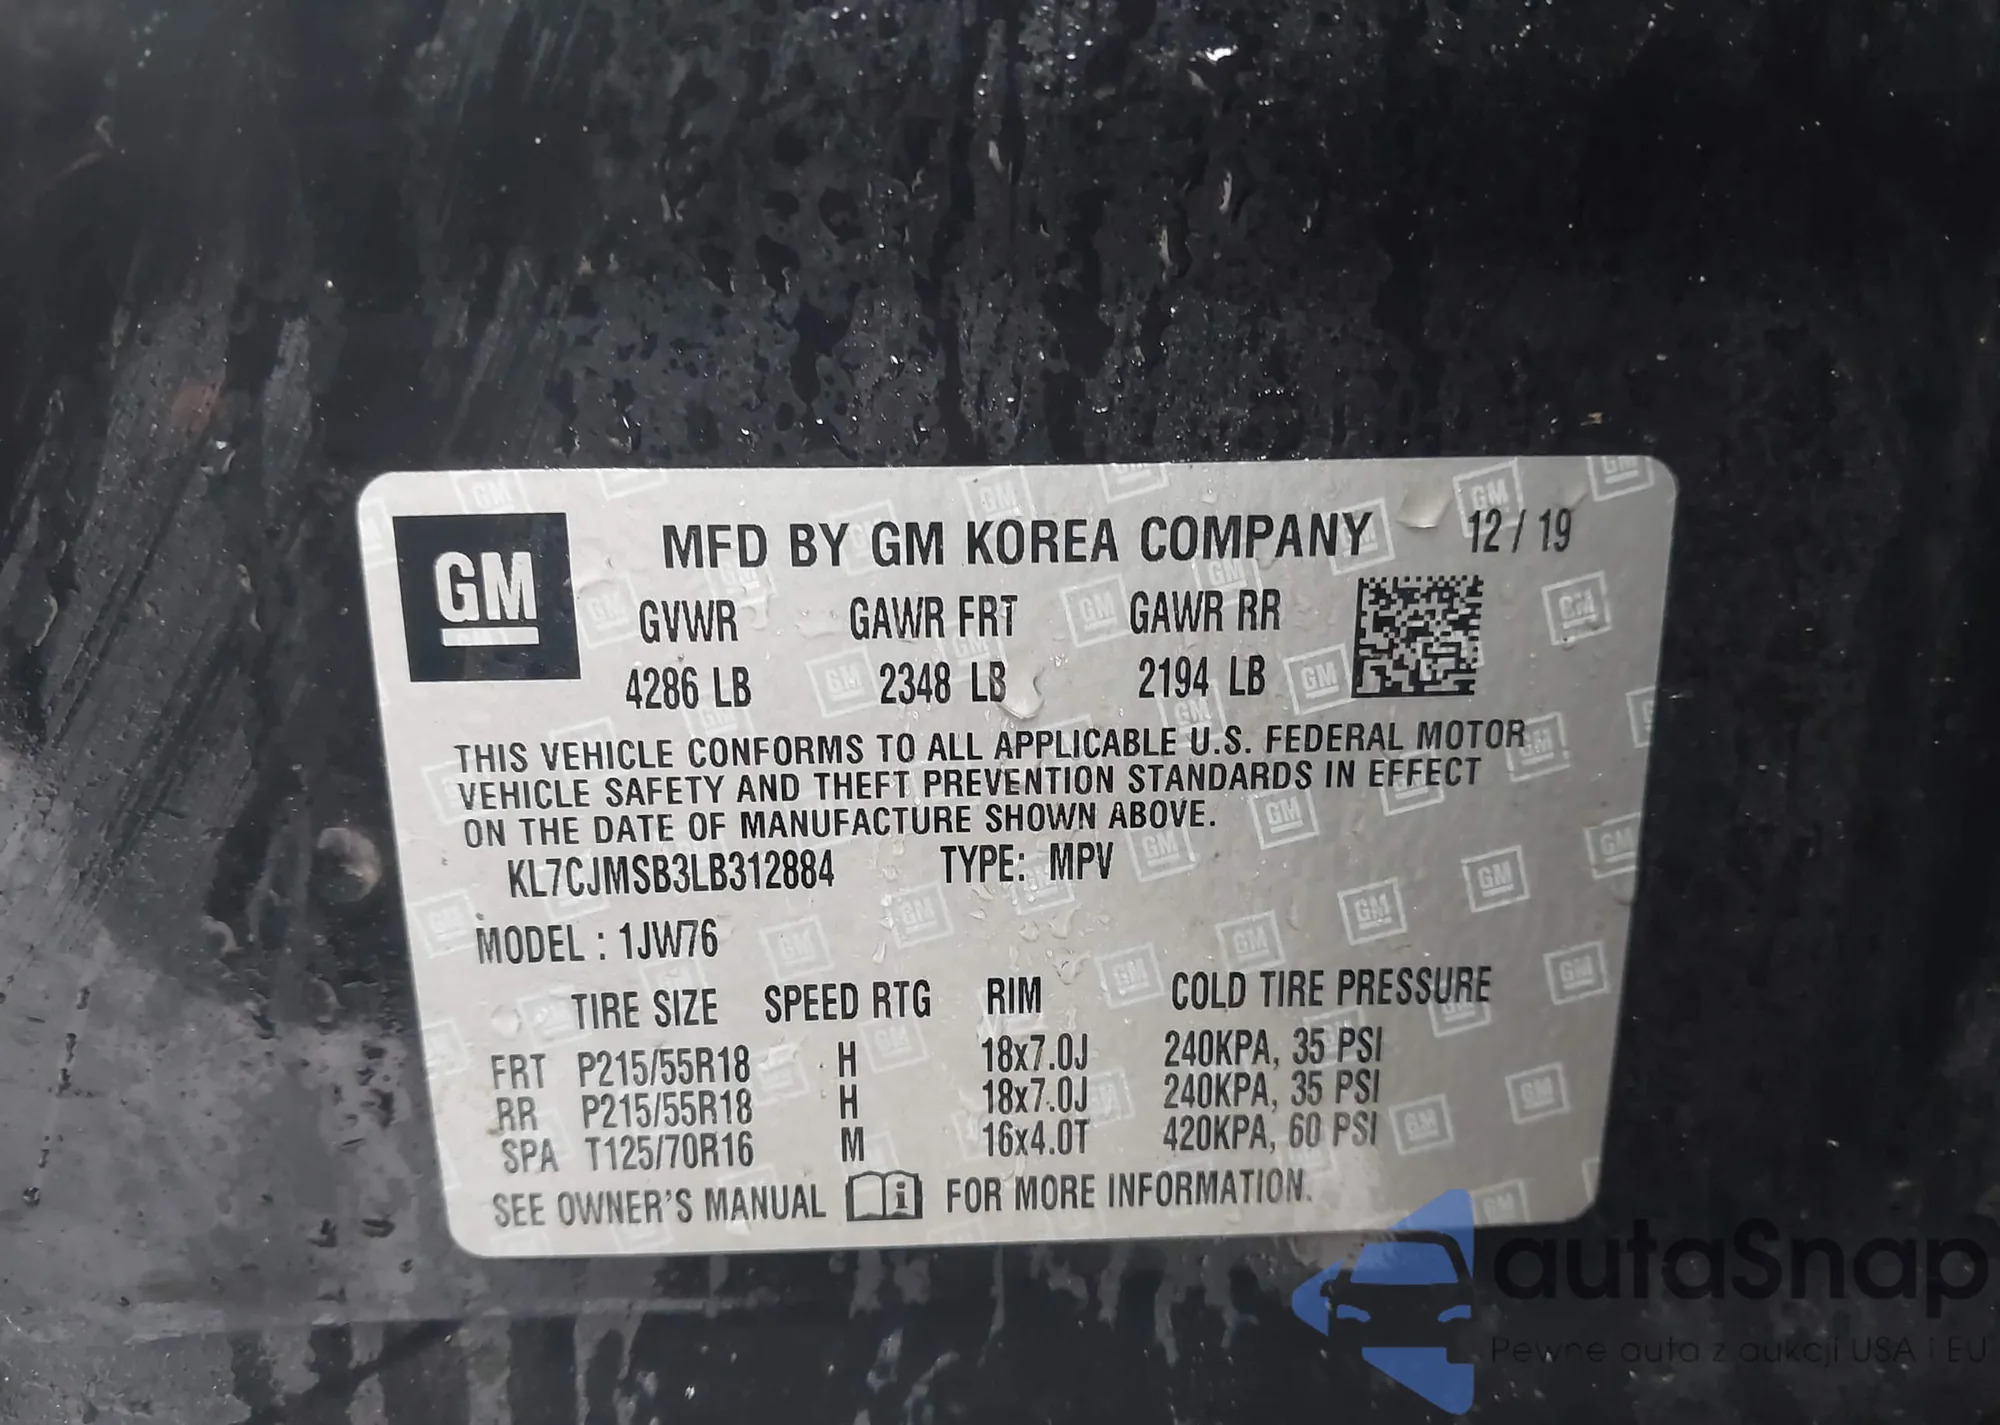 GM
MFD BY GM KOREA COMPANY 12 / 19
GVWR GAWR FRT GAWR RR
4286 LB 2348 LB 2194 LB
THIS VEHICLE CONFORMS TO ALL APPLICABLE U.S. FEDERAL MOTOR
VEHICLE SAFETY AND THEFT PREVENTION STANDARDS IN EFFECT
ON THE DATE OF MANUFACTURE SHOWN ABOVE.
KL7CJMSB3LB312884 TYPE: MPV
MODEL : 1JW76
TIRE SIZE SPEED RTG RIM COLD TIRE PRESSURE
FRT P215/55R18 H 18x7.0J 240KPA, 35 PSI
RR P215/55R18 H 18x7.0J 240KPA, 35 PSI
SPA T125/70R16 M 16x4.0T 420KPA, 60 PSI
SEE OWNER'S MANUAL i FOR MORE INFORMATION.
autaSnap
Pewne auta z aukcji USA i EU